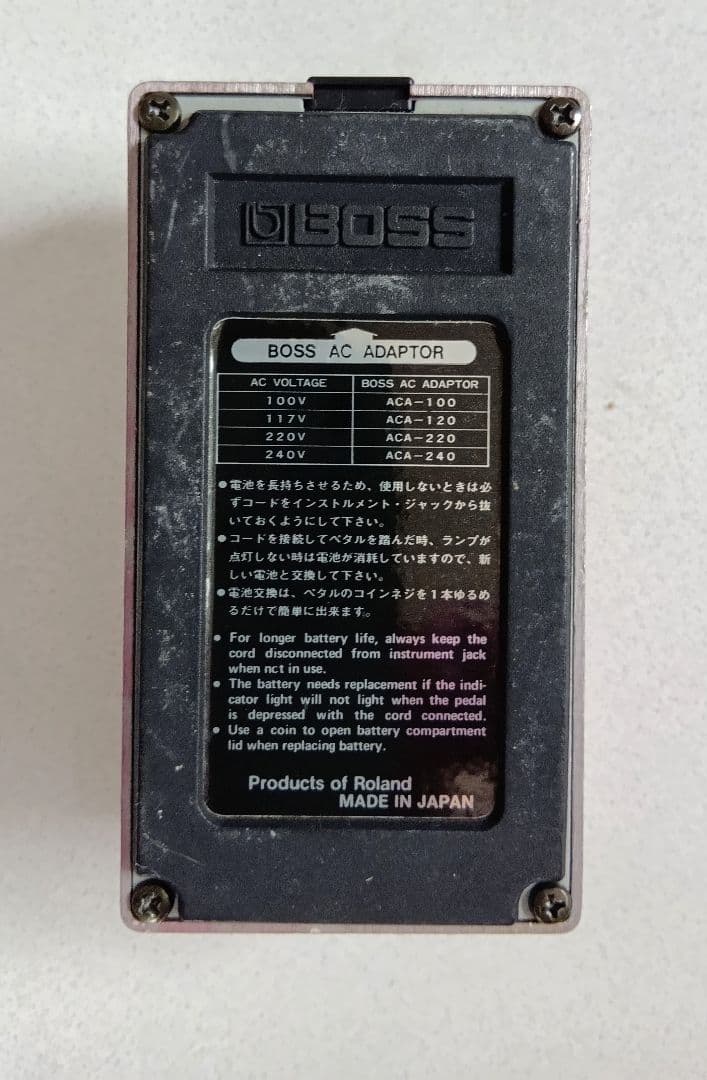 BOSS
BOSS AC ADAPTOR
AC VOLTAGE BOSS AC ADAPTOR
100V ACA-100
117V ACA-120
220V ACA-220
240V ACA-240
●電池を長持ちさせるため、使用しないときは必
ずコードをインストルメント・ジャックから抜
いておくようにして下さい。
●コードを接続してペタルを踏んだ時、ランプが
点灯しない時は電池が消耗していますので、新
しい電池と交換して下さい。
●電池交換は、ペタルのコインネジを1本ゆるめ
るだけで簡単に出来ます。
● For longer battery life, always keep the
cord disconnected from instrument jack
when nct in use.
● The battery needs replacement if the indi-
cator light will not light when the pedal
is depressed with the cord connected.
● Use a coin to open battery compartment
lid when replacing battery.
Products of Roland
MADE IN JAPAN